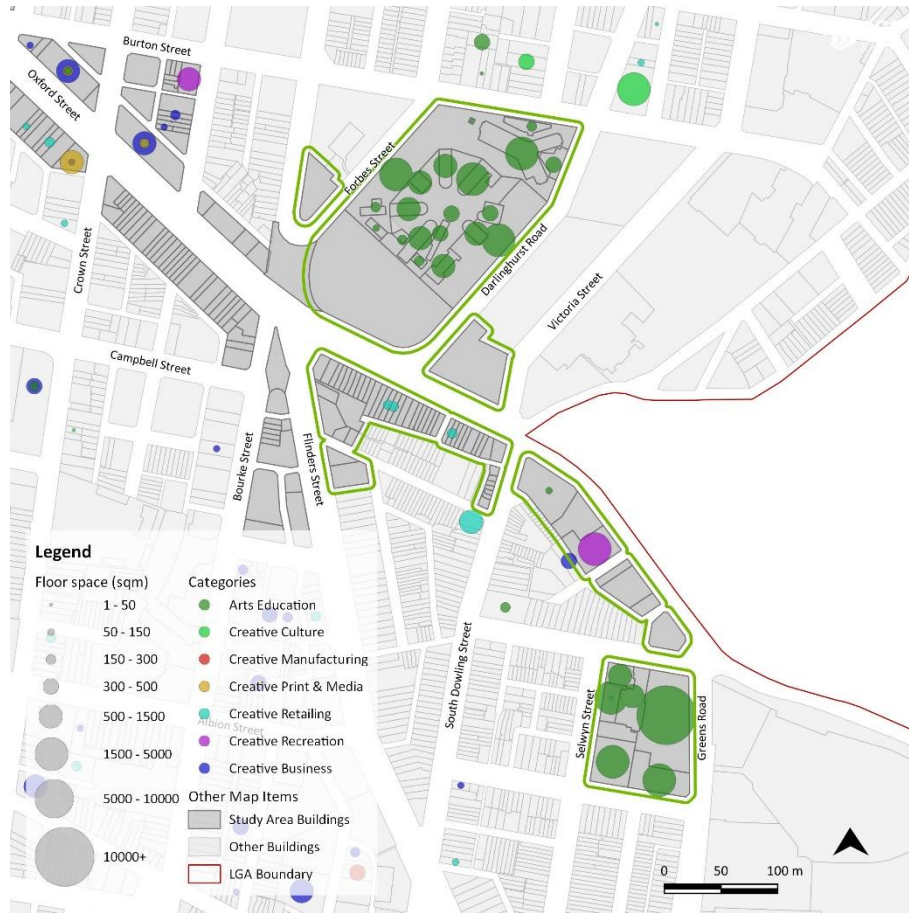 Burton Street
Oxford Street
Forbes Street
Crown Street
Darlinghurst Road
Victoria Street
Campbell Street
Bourke Street
Flinders Street
South Dowling Street
Selwyn Street
Greens Road
Albion Street
Legend
Floor space (sqm)
1 - 50
50 - 150
150 - 300
300 - 500
500 - 1500
1500 - 5000
5000 - 10000
10000+
Categories
Arts Education
Creative Culture
Creative Manufacturing
Creative Print & Media
Creative Retailing
Creative Recreation
Creative Business
Other Map Items
Study Area Buildings
Other Buildings
LGA Boundary
0 50 100 m